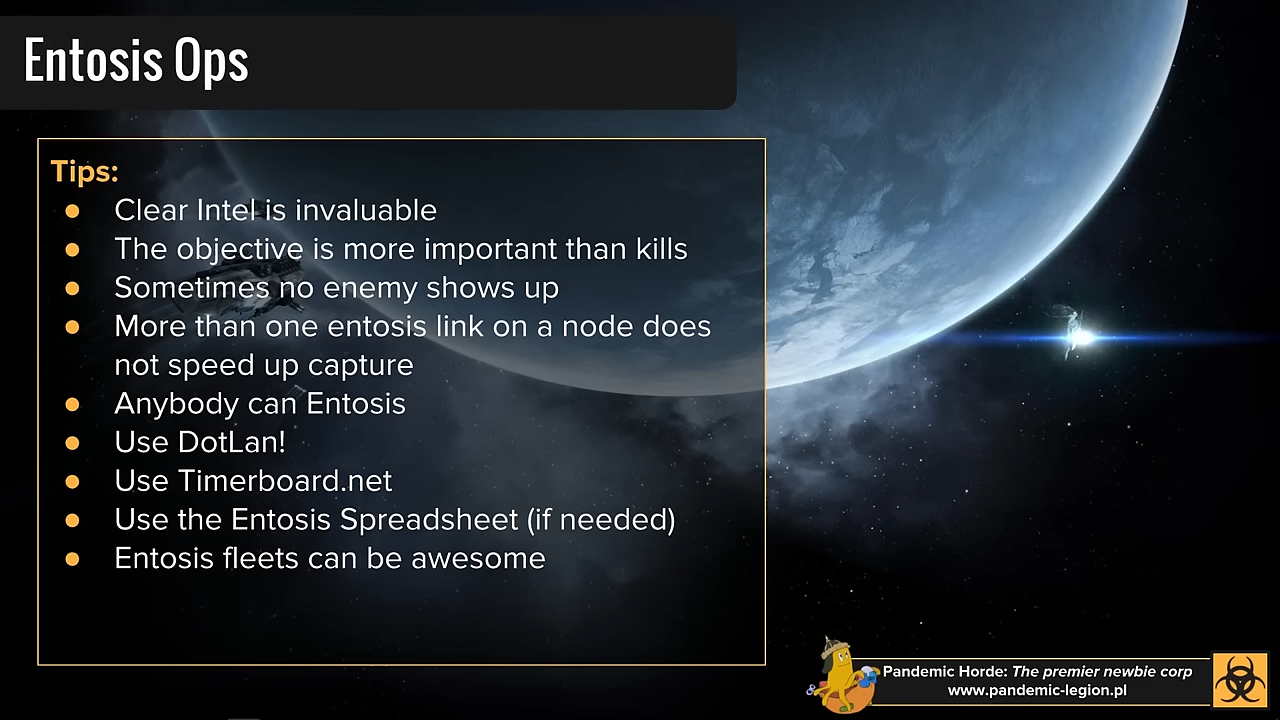 Entosis Ops
Tips:
● Clear Intel is invaluable
● The objective is more important than kills
● Sometimes no enemy shows up
● More than one entosis link on a node does
not speed up capture
● Anybody can Entosis
● Use DotLan!
● Use Timerboard.net
● Use the Entosis Spreadsheet (if needed)
● Entosis fleets can be awesome
Pandemic Horde: The premier newbie corp
www.pandemic-legion.pl